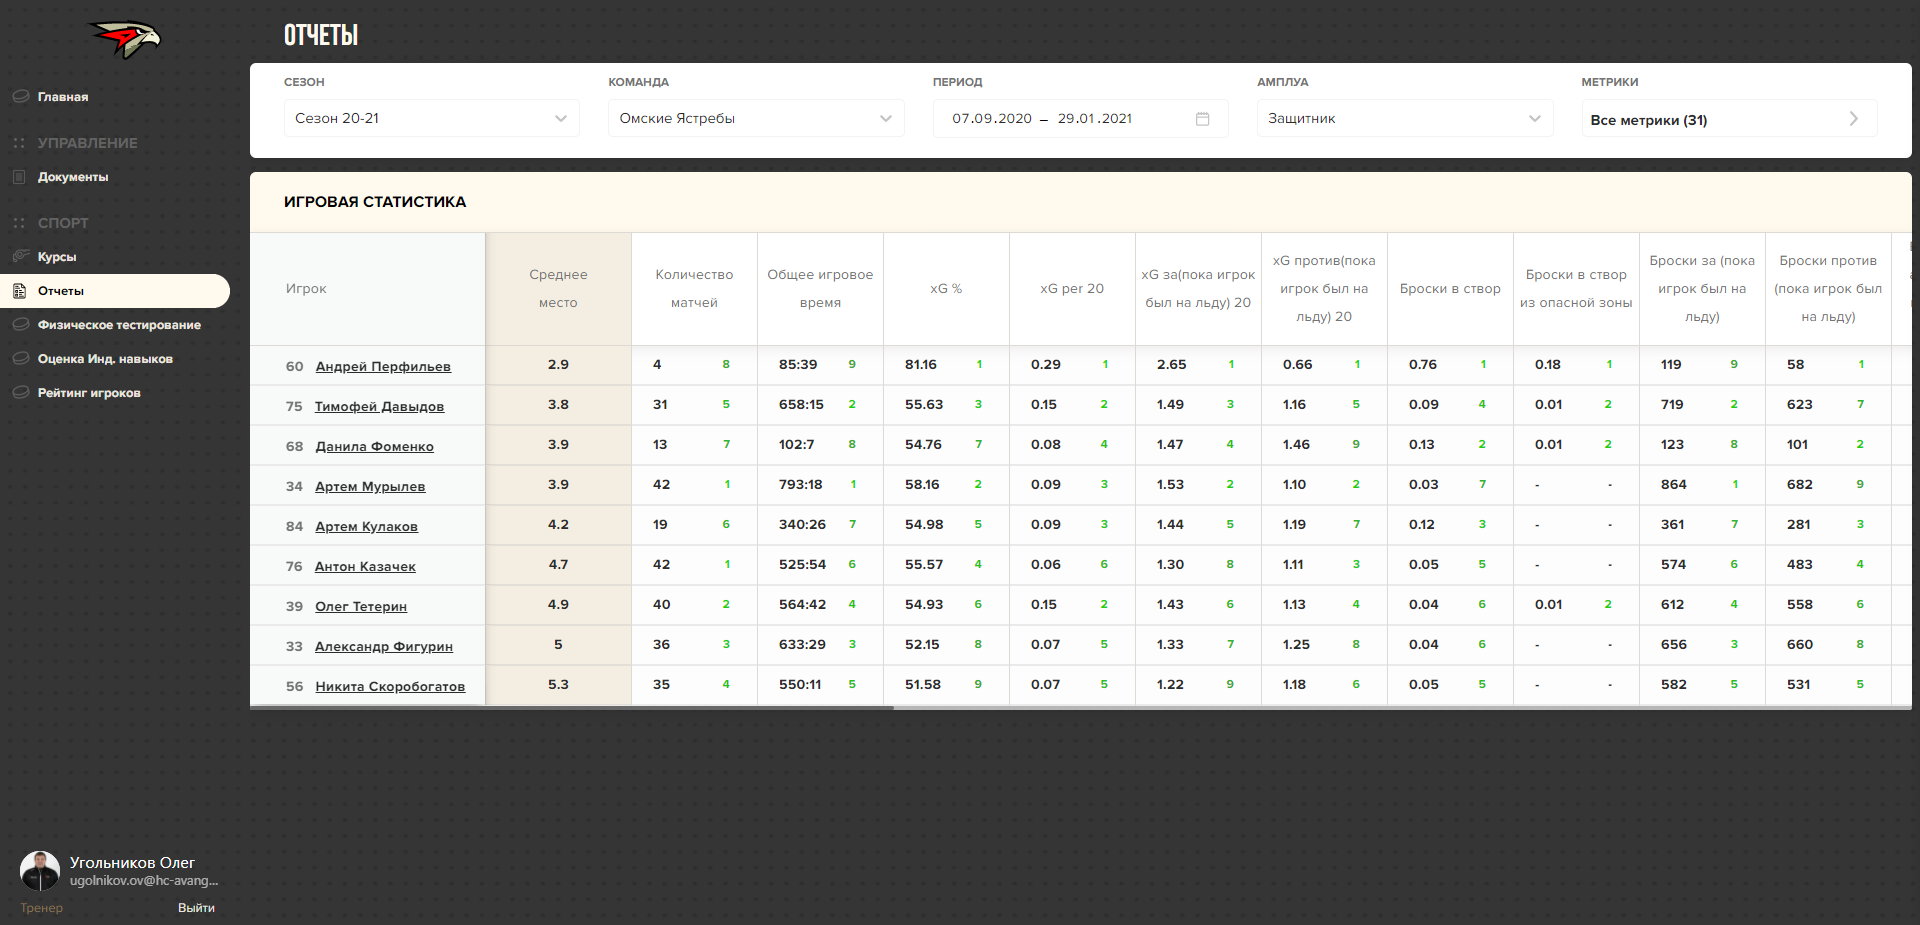 ОТЧЕТЫ
Главная
УПРАВЛЕНИЕ
Документы
СПОРТ
Курсы
Отчеты
Физическое тестирование
Оценка Инд. навыков
Рейтинг игроков
СЕЗОН КОМАНДА ПЕРИОД АМПЛУА МЕТРИКИ
Сезон 20-21 Омские Ястребы 07.09.2020 – 29.01.2021 Защитник Все метрики (31)
ИГРОВАЯ СТАТИСТИКА
Игрок
Среднее
место
Количество
матчей
Общее игровое
время
xG %
xG per 20
xG за(пока игрок
был на льду) 20
xG против(пока
игрок был на
льду) 20
Броски в створ
Броски в створ
из опасной зоны
Броски за (пока
игрок был на
льду)
Броски против
(пока игрок был
на льду)
60 Андрей Перфильев 2.9 4 8 85:39 9 81.16 1 0.29 1 2.65 1 0.66 1 0.76 1 0.18 1 119 9 58 1
75 Тимофей Давыдов 3.8 31 5 658:15 2 55.63 3 0.15 2 1.49 3 1.16 5 0.09 4 0.01 2 719 2 623 7
68 Данила Фоменко 3.9 13 7 102:7 8 54.76 7 0.08 4 1.47 4 1.46 9 0.13 2 0.01 2 123 8 101 2
34 Артем Мурылев 3.9 42 1 793:18 1 58.16 2 0.09 3 1.53 2 1.10 2 0.03 7 - - 864 1 682 9
84 Артем Кулаков 4.2 19 6 340:26 7 54.98 5 0.09 3 1.44 5 1.19 7 0.12 3 - - 361 7 281 3
76 Антон Казачек 4.7 42 1 525:54 6 55.57 4 0.06 6 1.30 8 1.11 3 0.05 5 - - 574 6 483 4
39 Олег Тетерин 4.9 40 2 564:42 4 54.93 6 0.15 2 1.43 6 1.13 4 0.04 6 0.01 2 612 4 558 6
33 Александр Фигурин 5 36 3 633:29 3 52.15 8 0.07 5 1.33 7 1.25 8 0.04 6 - - 656 3 660 8
56 Никита Скоробогатов 5.3 35 4 550:11 5 51.58 9 0.07 5 1.22 9 1.18 6 0.05 5 - - 582 5 531 5
Угольников Олег
ugolnikov.ov@hc-avang...
Тренер Выйти